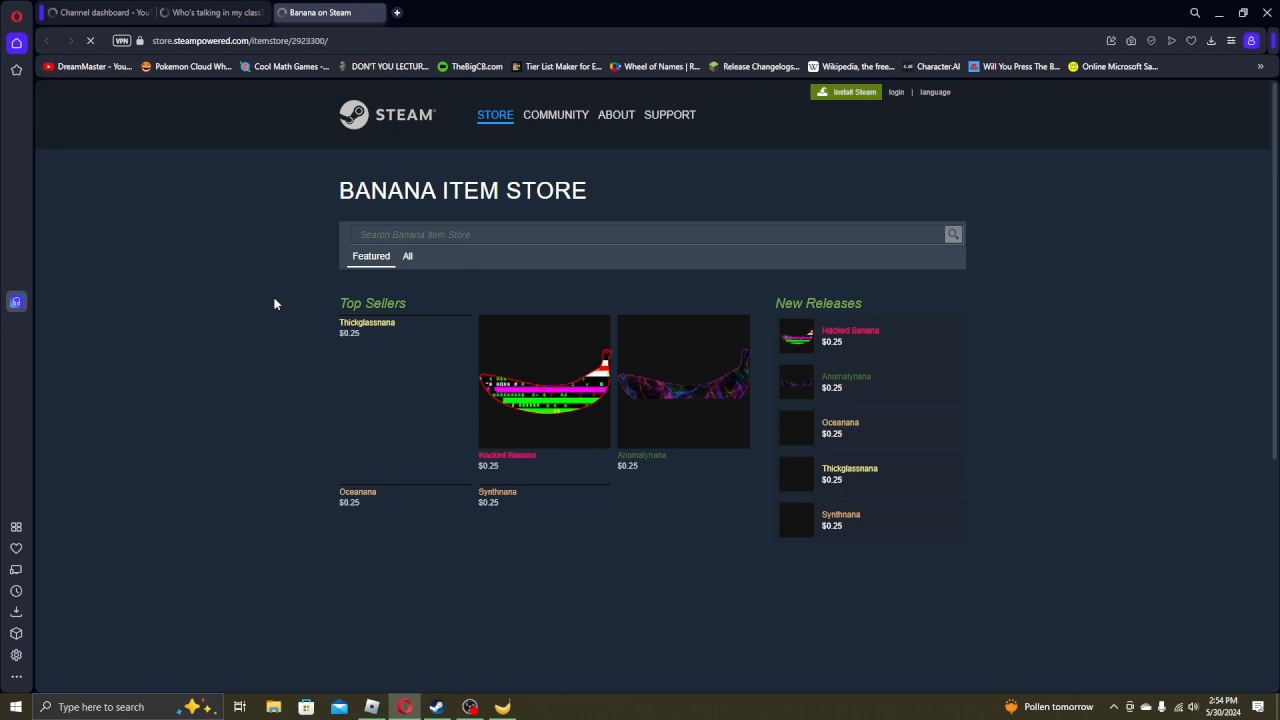 Channel dashboard - You
Who's talking in my class
Banana on Steam
VPN
store.steampowered.com/itemstore/2923300/
DreamMaster - You...
Pokemon Cloud Wh...
Cool Math Games -...
DON'T YOU LECTUR...
TheBigCB.com
Tier List Maker for E...
Wheel of Names | R...
Release Changelogs...
Wikipedia, the free...
Character.AI
Will You Press The B...
Online Microsoft Sa...
Install Steam
login | language
STEAM
STORE
COMMUNITY
ABOUT
SUPPORT
BANANA ITEM STORE
Search Banana Item Store
Featured
All
Top Sellers
Thickglassnana
$0.25
Hacked Banana
$0.25
Anomalynana
$0.25
Oceanana
$0.25
Synthnana
$0.25
New Releases
Hacked Banana
$0.25
Anomalynana
$0.25
Oceanana
$0.25
Thickglassnana
$0.25
Synthnana
$0.25
Type here to search
Pollen tomorrow
2:54 PM
5/30/2024